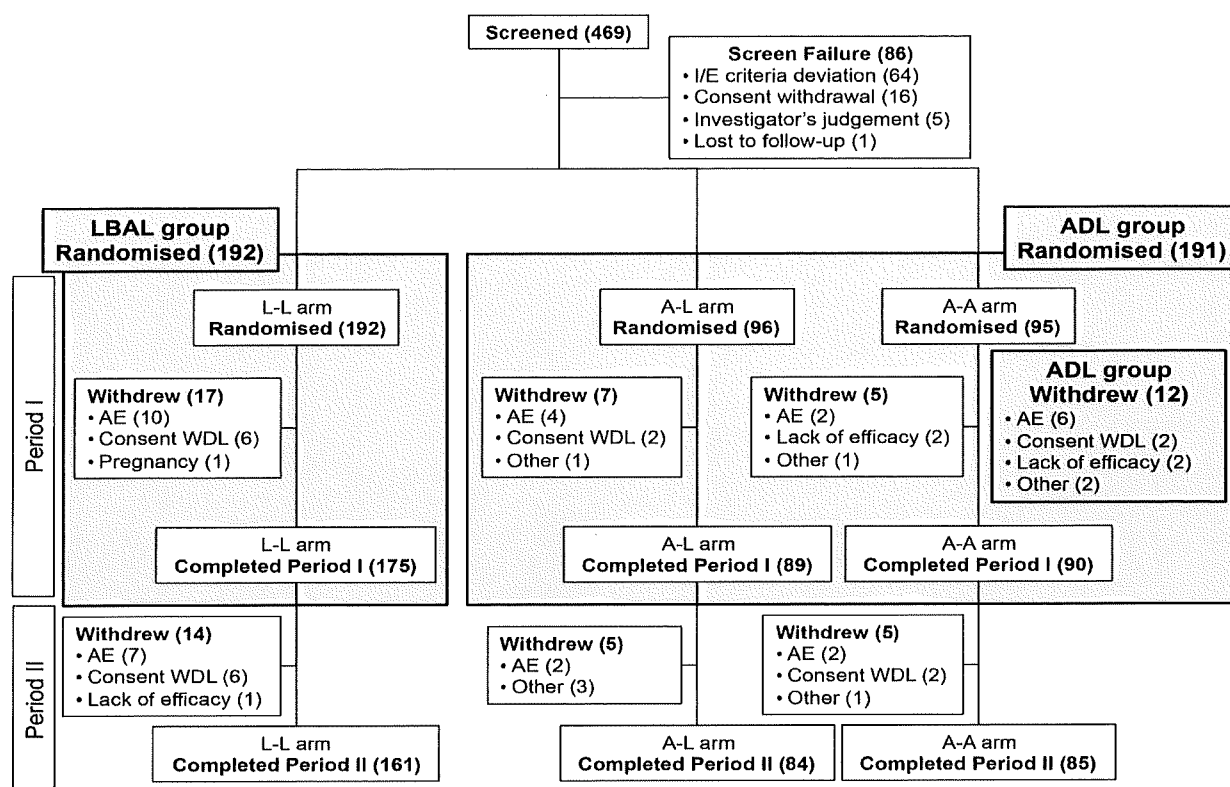 Screened (469)
Screen Failure (86)
• I/E criteria deviation (64)
• Consent withdrawal (16)
• Investigator's judgement (5)
• Lost to follow-up (1)
LBAL group
Randomised (192)
ADL group
Randomised (191)
Period I
L-L arm
Randomised (192)
A-L arm
Randomised (96)
A-A arm
Randomised (95)
Withdrew (17)
• AE (10)
• Consent WDL (6)
• Pregnancy (1)
Withdrew (7)
• AE (4)
• Consent WDL (2)
• Other (1)
Withdrew (5)
• AE (2)
• Lack of efficacy (2)
• Other (1)
ADL group
Withdrew (12)
• AE (6)
• Consent WDL (2)
• Lack of efficacy (2)
• Other (2)
L-L arm
Completed Period I (175)
A-L arm
Completed Period I (89)
A-A arm
Completed Period I (90)
Period II
Withdrew (14)
• AE (7)
• Consent WDL (6)
• Lack of efficacy (1)
Withdrew (5)
• AE (2)
• Other (3)
Withdrew (5)
• AE (2)
• Consent WDL (2)
• Other (1)
L-L arm
Completed Period II (161)
A-L arm
Completed Period II (84)
A-A arm
Completed Period II (85)